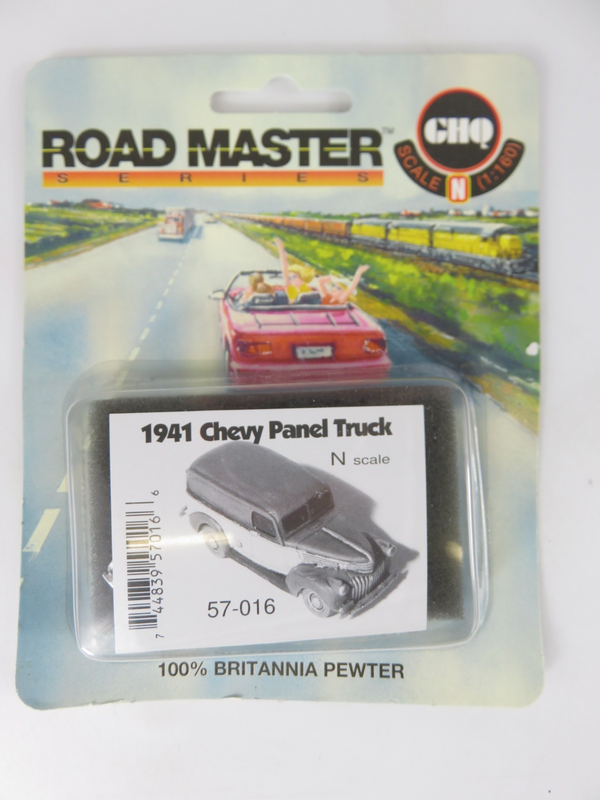 ROAD MASTER™
SERIES
GHQ
SCALE N (1:160)
1941 Chevy Panel Truck
N scale
57-016
7 44839 57016 6
100% BRITANNIA PEWTER